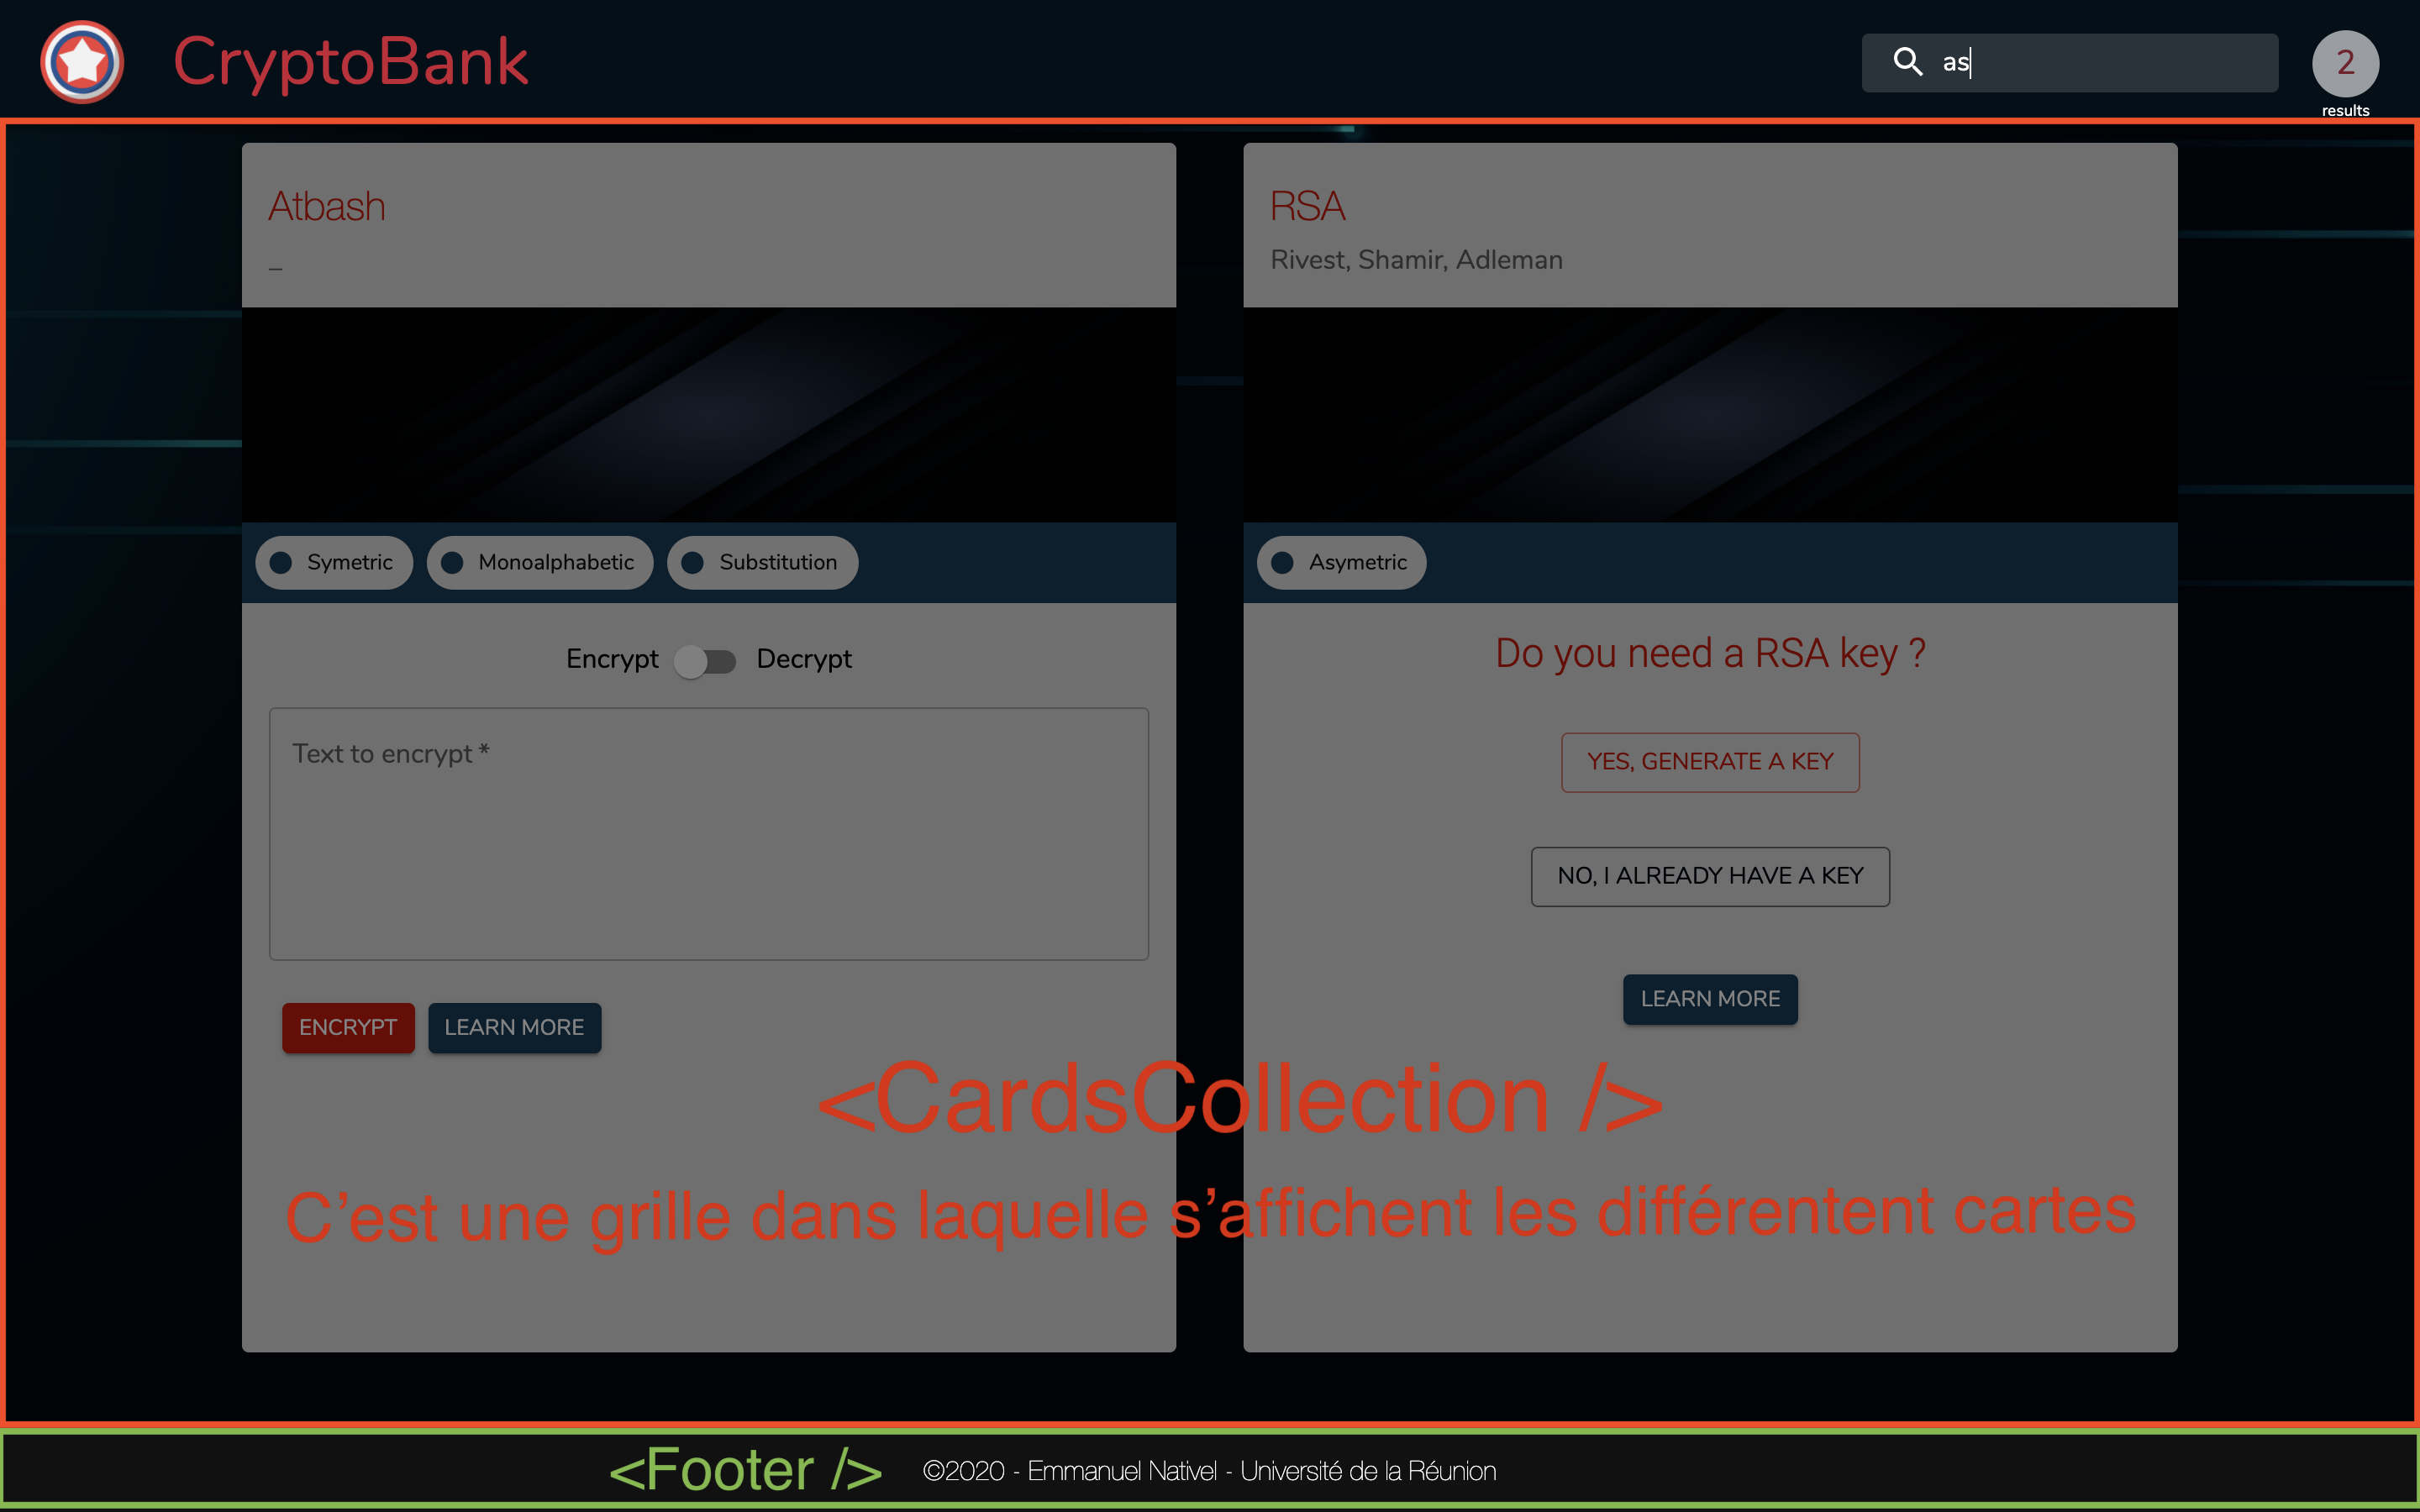 CryptoBank
as
2
results
Atbash
–
Symetric
Monoalphabetic
Substitution
Encrypt
Decrypt
Text to encrypt *
ENCRYPT
LEARN MORE
RSA
Rivest, Shamir, Adleman
Asymetric
Do you need a RSA key ?
YES, GENERATE A KEY
NO, I ALREADY HAVE A KEY
LEARN MORE
<CardsCollection />
C’est une grille dans laquelle s’affichent les différentent cartes
<Footer />
©2020 - Emmanuel Nativel - Université de la Réunion